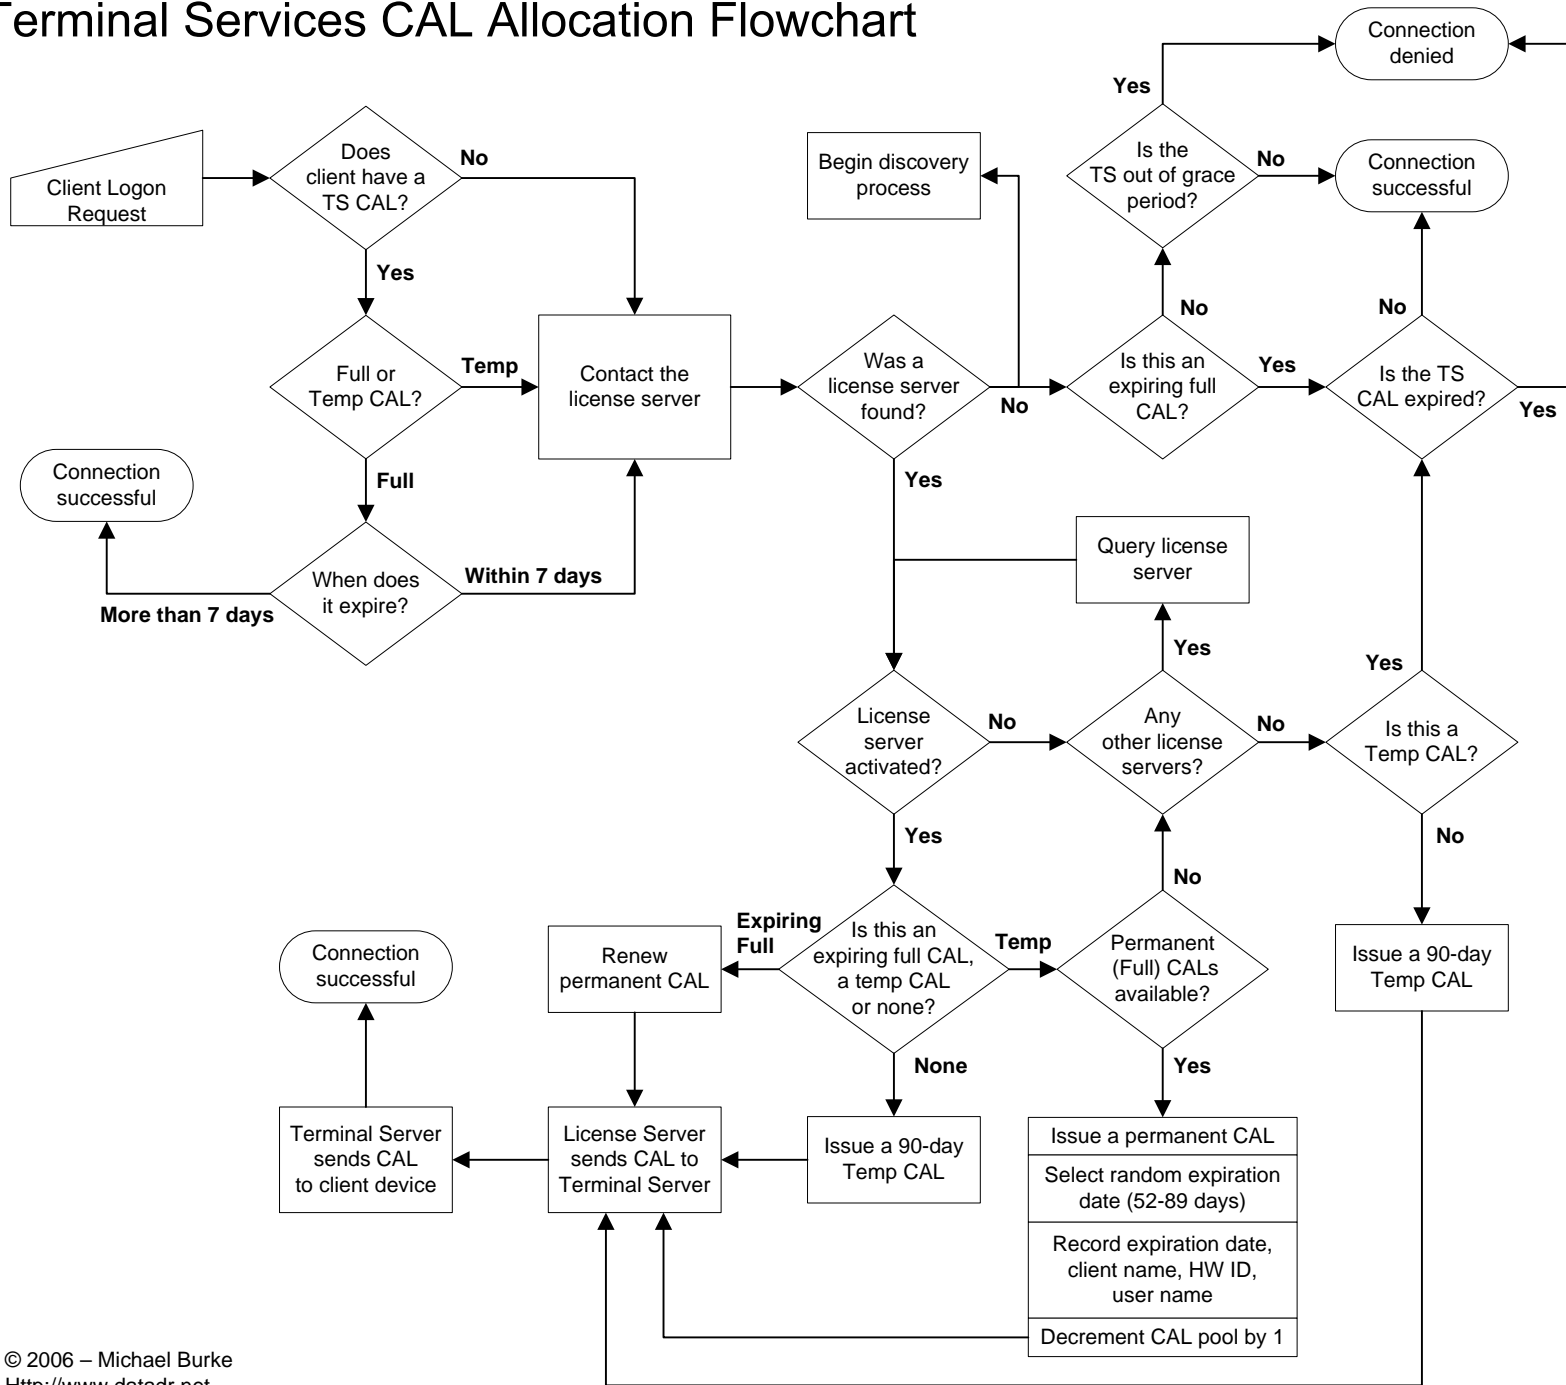 Terminal Services CAL Allocation Flowchart
Connection
denied
Yes
Does
client have a
TS CAL?
No
Client Logon
Request
Begin discovery
process
Is the
TS out of grace
period?
No
Connection
successful
Yes
No
No
Full or
Temp CAL?
Temp
Contact the
license server
Was a
license server
found?
No
Is this an
expiring full
CAL?
Yes
Is the TS
CAL expired?
Yes
Connection
successful
Full
Yes
When does
it expire?
Within 7 days
More than 7 days
Query license
server
Yes
Yes
License
server
activated?
No
Any
other license
servers?
No
Is this a
Temp CAL?
Yes
No
No
Connection
successful
Renew
permanent CAL
Expiring
Full
Is this an
expiring full CAL,
a temp CAL
or none?
Temp
Permanent
(Full) CALs
available?
Issue a 90-day
Temp CAL
None
Yes
Terminal Server
sends CAL
to client device
License Server
sends CAL to
Terminal Server
Issue a 90-day
Temp CAL
Issue a permanent CAL
Select random expiration
date (52-89 days)
Record expiration date,
client name, HW ID,
user name
Decrement CAL pool by 1
© 2006 – Michael Burke
Http://www.datadr.net